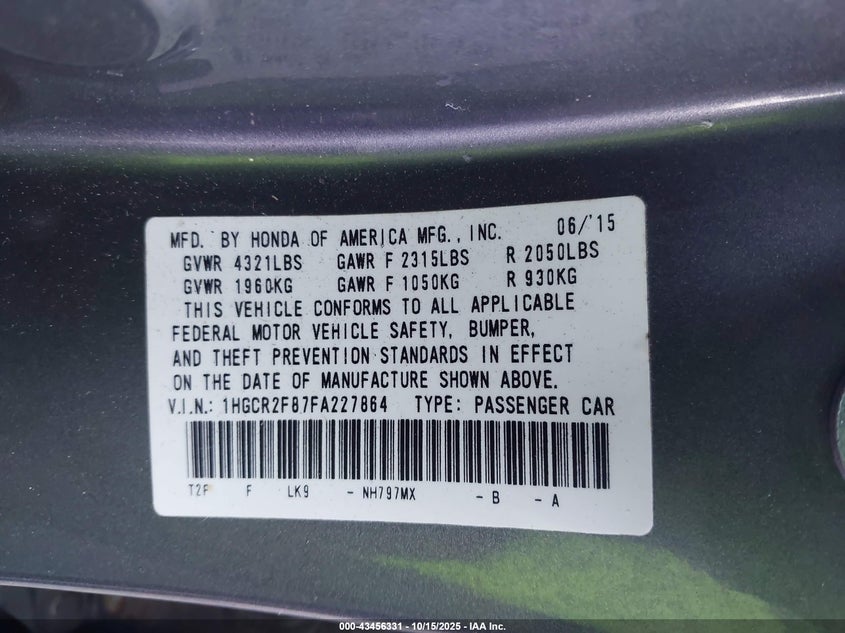 MFD. BY HONDA OF AMERICA MFG., INC. 06/'15
GVWR 4321LBS GAWR F 2315LBS R 2050LBS
GVWR 1960KG GAWR F 1050KG R 930KG
THIS VEHICLE CONFORMS TO ALL APPLICABLE
FEDERAL MOTOR VEHICLE SAFETY, BUMPER,
AND THEFT PREVENTION STANDARDS IN EFFECT
ON THE DATE OF MANUFACTURE SHOWN ABOVE.
V.I.N.: 1HGCR2F87FA227864 TYPE: PASSENGER CAR
T2F F LK9 - NH797MX - B - A
000-43456331 - 10/15/2025 - IAA Inc.